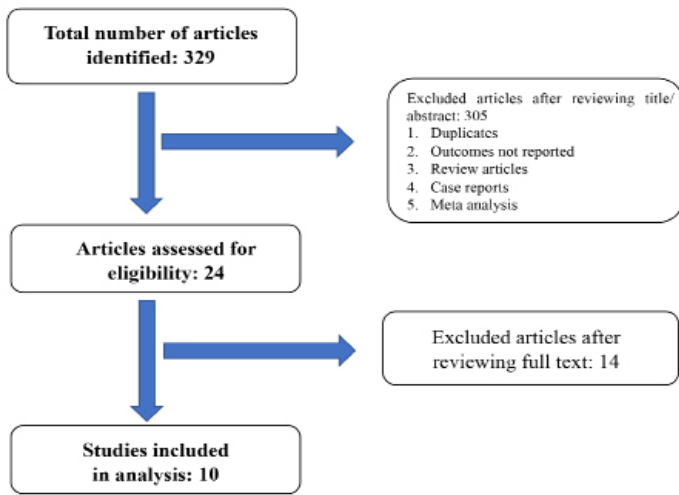 Total number of articles
identified: 329
Excluded articles after reviewing title/
abstract: 305
1. Duplicates
2. Outcomes not reported
3. Review articles
4. Case reports
5. Meta analysis
Articles assessed for
eligibility: 24
Excluded articles after
reviewing full text: 14
Studies included
in analysis: 10